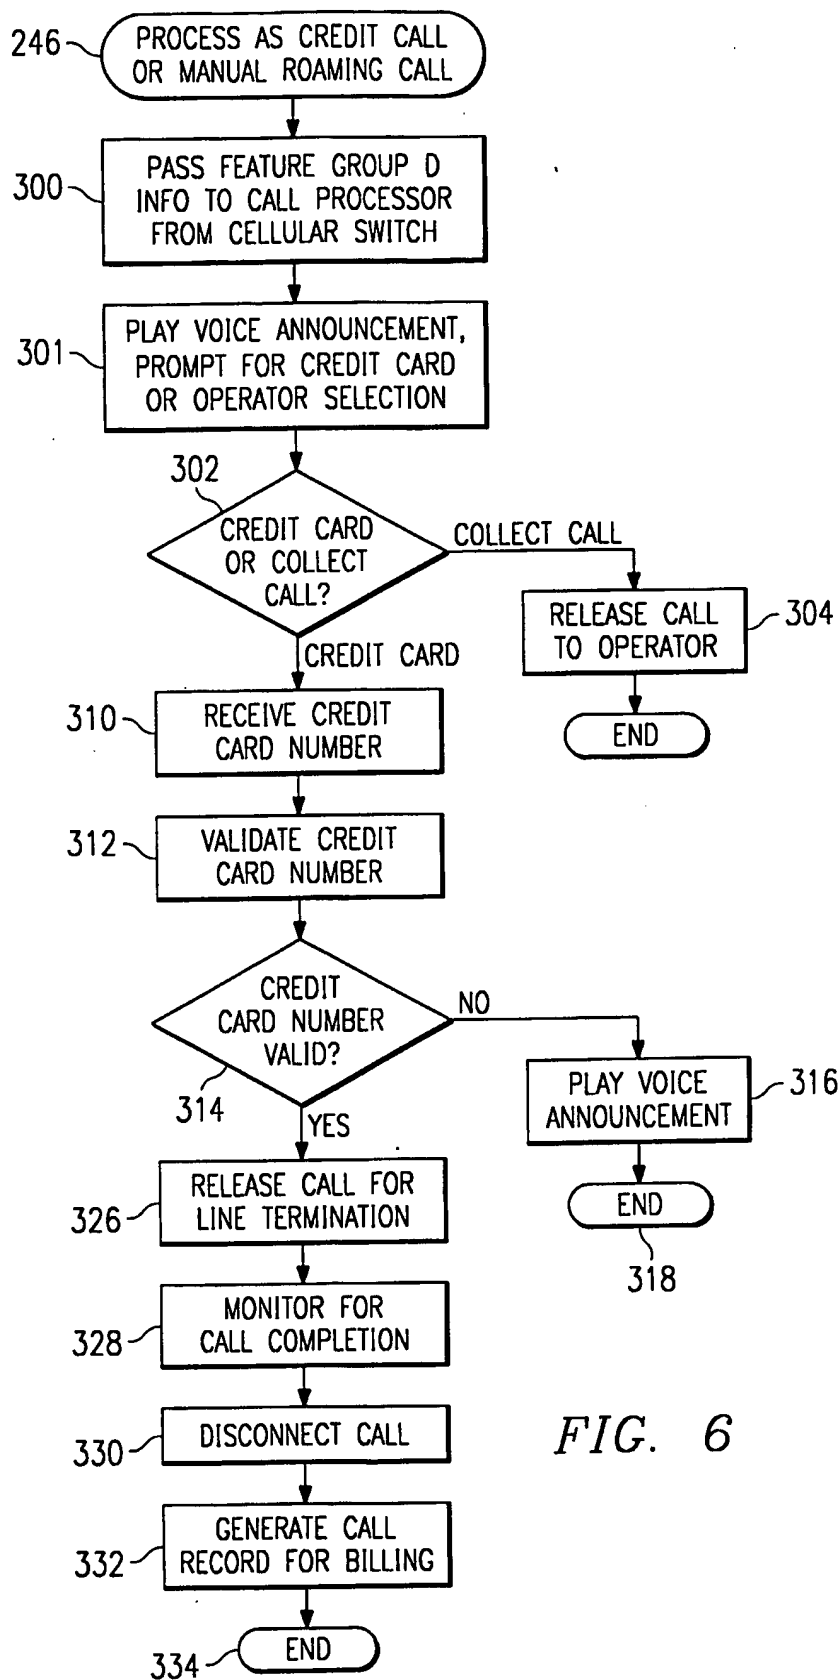 246
PROCESS AS CREDIT CALL
OR MANUAL ROAMING CALL
300
PASS FEATURE GROUP D
INFO TO CALL PROCESSOR
FROM CELLULAR SWITCH
301
PLAY VOICE ANNOUNCEMENT,
PROMPT FOR CREDIT CARD
OR OPERATOR SELECTION
302
CREDIT CARD
OR COLLECT
CALL?
COLLECT CALL
RELEASE CALL
TO OPERATOR
304
END
CREDIT CARD
310
RECEIVE CREDIT
CARD NUMBER
312
VALIDATE CREDIT
CARD NUMBER
CREDIT
CARD NUMBER
VALID?
314
NO
PLAY VOICE
ANNOUNCEMENT
316
END
318
YES
326
RELEASE CALL FOR
LINE TERMINATION
328
MONITOR FOR
CALL COMPLETION
330
DISCONNECT CALL
332
GENERATE CALL
RECORD FOR BILLING
334
END
FIG. 6